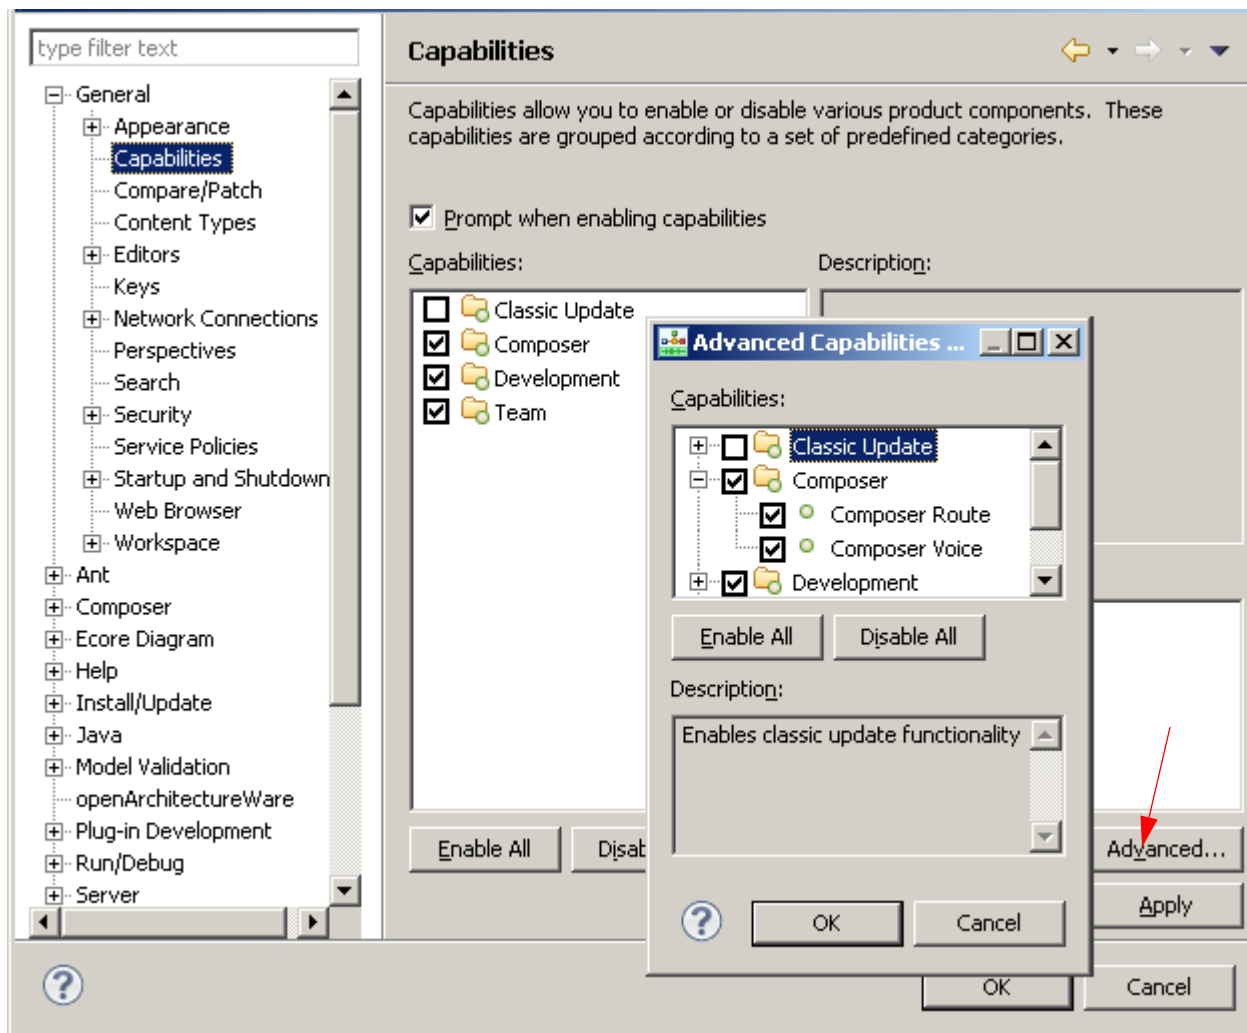 type filter text
General
Appearance
Capabilities
Compare/Patch
Content Types
Editors
Keys
Network Connections
Perspectives
Search
Security
Service Policies
Startup and Shutdown
Web Browser
Workspace
Ant
Composer
Ecore Diagram
Help
Install/Update
Java
Model Validation
openArchitectureWare
Plug-in Development
Run/Debug
Server
Capabilities
Capabilities allow you to enable or disable various product components. These
capabilities are grouped according to a set of predefined categories.
Prompt when enabling capabilities
Capabilities:
Description:
Classic Update
Composer
Development
Team
Enable All
Disab
Advanced...
Apply
OK
Cancel
Advanced Capabilities ...
Capabilities:
Classic Update
Composer
Composer Route
Composer Voice
Development
Enable All
Disable All
Description:
Enables classic update functionality
OK
Cancel